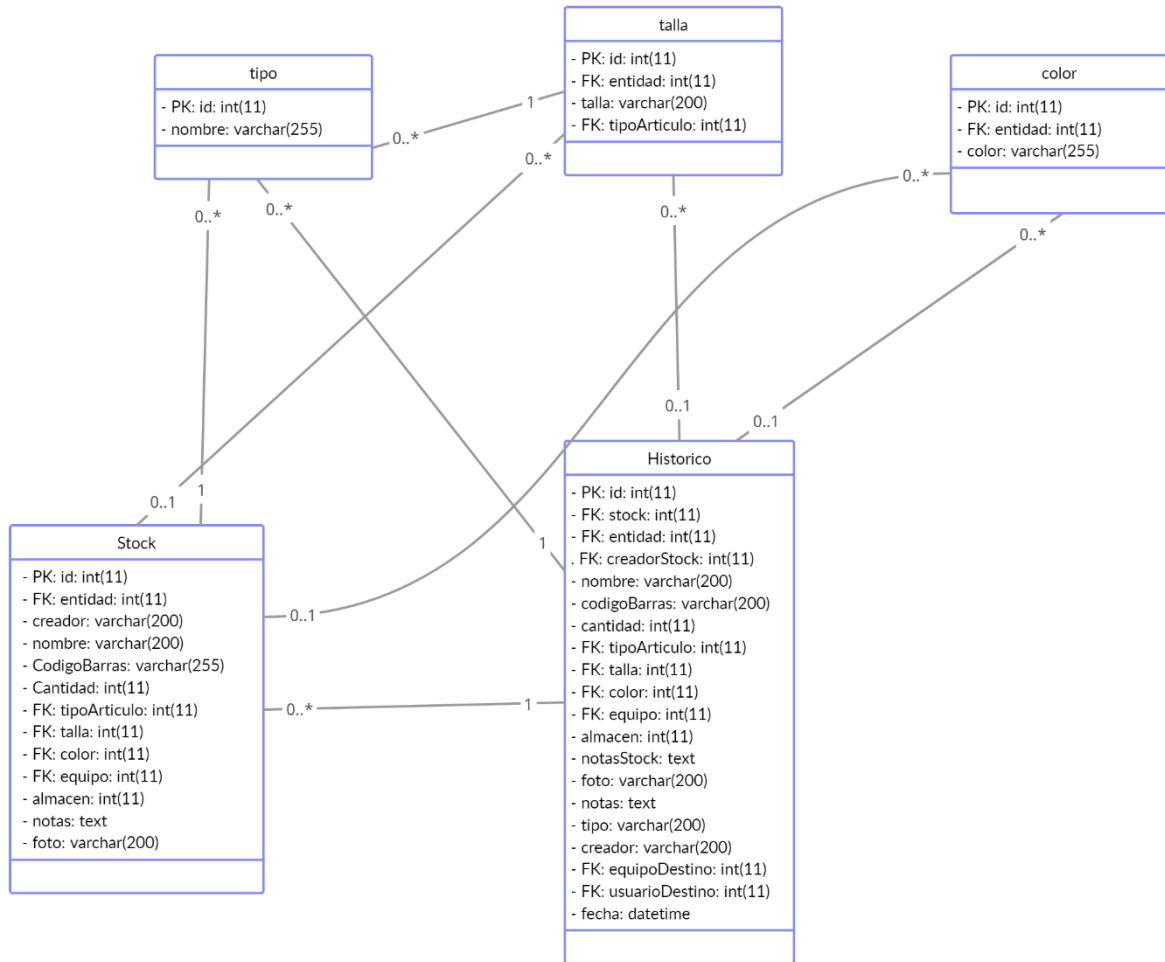 tipo
- PK: id: int(11)
- nombre: varchar(255)
talla
- PK: id: int(11)
- FK: entidad: int(11)
- talla: varchar(200)
- FK: tipoArticulo: int(11)
color
- PK: id: int(11)
- FK: entidad: int(11)
- color: varchar(255)
1
0..*
0..*
0..*
0..*
0..*
0..*
0..*
0..1
0..1
0..1
1
1
0..1
0..*
1
Stock
- PK: id: int(11)
- FK: entidad: int(11)
- creador: varchar(200)
- nombre: varchar(200)
- CodigoBarras: varchar(255)
- Cantidad: int(11)
- FK: tipoArticulo: int(11)
- FK: talla: int(11)
- FK: color: int(11)
- FK: equipo: int(11)
- almacen: int(11)
- notas: text
- foto: varchar(200)
Historico
- PK: id: int(11)
- FK: stock: int(11)
- FK: entidad: int(11)
. FK: creadorStock: int(11)
- nombre: varchar(200)
- codigoBarras: varchar(200)
- cantidad: int(11)
- FK: tipoArticulo: int(11)
- FK: talla: int(11)
- FK: color: int(11)
- FK: equipo: int(11)
- almacen: int(11)
- notasStock: text
- foto: varchar(200)
- notas: text
- tipo: varchar(200)
- creador: varchar(200)
- FK: equipoDestino: int(11)
- FK: usuarioDestino: int(11)
- fecha: datetime